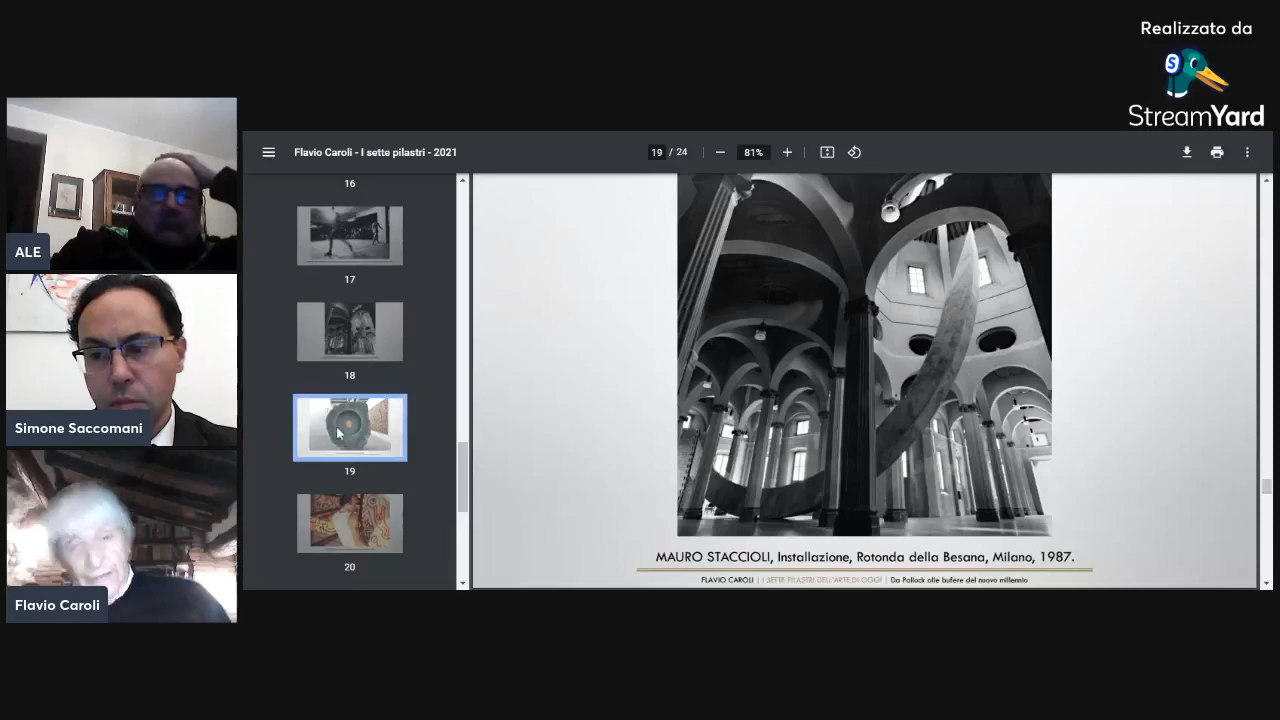 Realizzato da
StreamYard
Flavio Caroli - I sette pilastri - 2021
19 / 24
81%
16
17
18
19
20
ALE
Simone Saccomani
Flavio Caroli
MAURO STACCIOLI, Installazione, Rotonda della Besana, Milano, 1987.
FLAVIO CAROLI | I SETTE PILASTRI DELL'ARTE DI OGGI | Da Pollock alle bufere del nuovo millennio